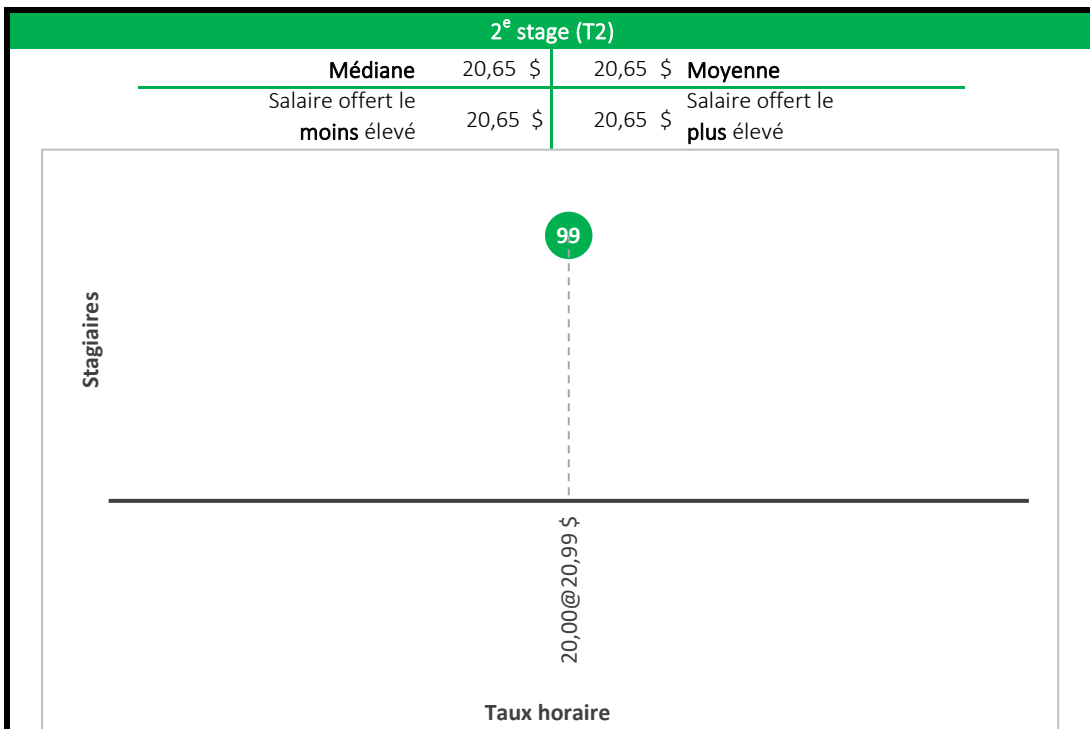 2e stage (T2)
Médiane 20,65 $ 20,65 $ Moyenne
Salaire offert le moins élevé 20,65 $ 20,65 $ Salaire offert le plus élevé
99
Stagiaires
20,00@20,99 $
Taux horaire